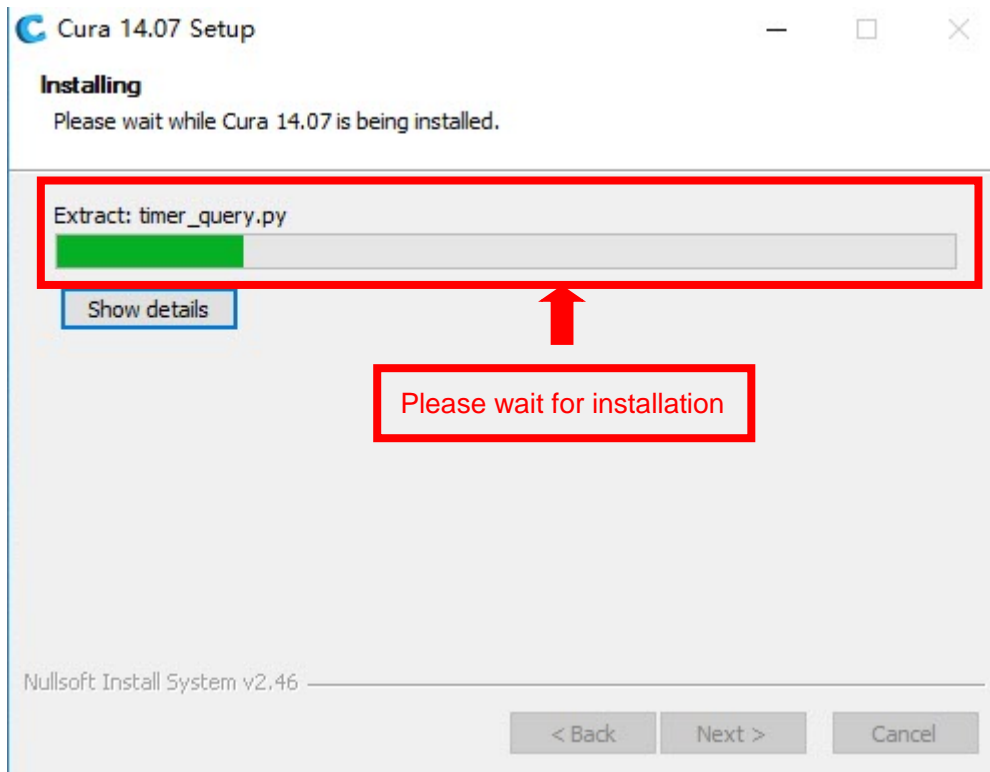 Cura 14.07 Setup
Installing
Please wait while Cura 14.07 is being installed.
Extract: timer_query.py
Show details
Please wait for installation
Nullsoft Install System v2.46
< Back Next > Cancel